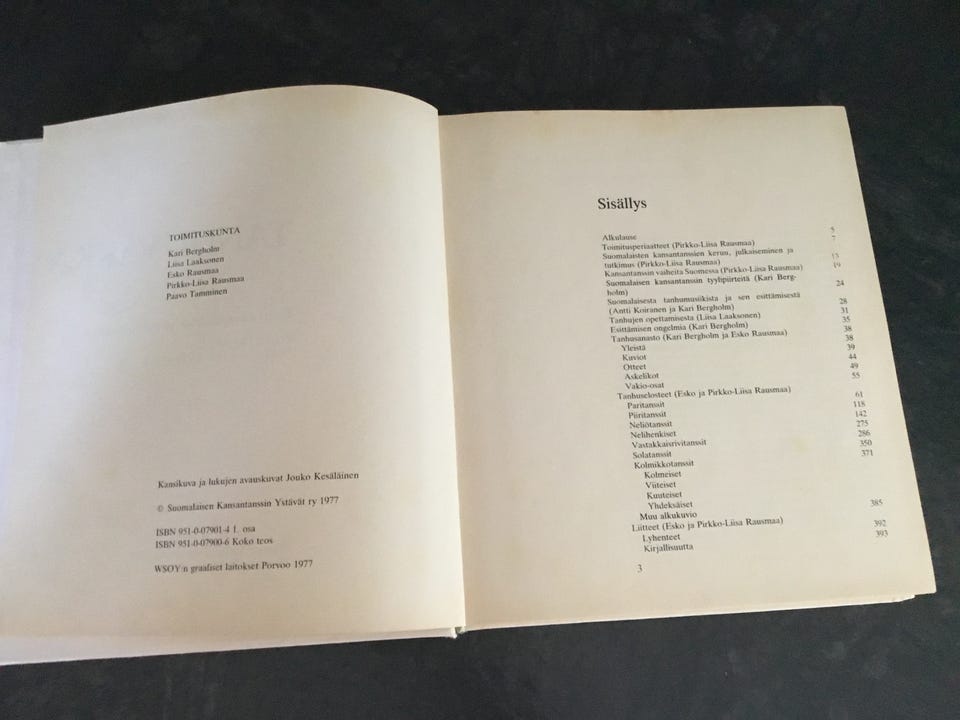 TOIMITUSKUNTA
Kari Bergholm
Liisa Laaksonen
Esko Rausmaa
Pirkko-Liisa Rausmaa
Paavo Tamminen
Kansikuva ja lukujen avauskuvat Jouko Kesäläinen
© Suomalaisen Kansantanssin Ystävät ry 1977
ISBN 951-0-07901-4 I. osa
ISBN 951-0-07900-6 Koko teos
WSOY:n graafiset laitokset Porvoo 1977
Sisällys
Alkulause 5
Toimitusperiaatteet (Pirkko-Liisa Rausmaa) 7
Suomalaisten kansantanssien keruu, julkaiseminen ja
tutkimus (Pirkko-Liisa Rausmaa) 13
Kansantanssin vaiheita Suomessa (Pirkko-Liisa Rausmaa) 19
Suomalaisen kansantanssin tyylipiirteitä (Kari Berg-
holm) 24
Suomalaisesta tanhumusiikista ja sen esittämisestä
(Antti Koiranen ja Kari Bergholm) 28
Tanhujen opettamisesta (Liisa Laaksonen) 31
Esittämisen ongelmia (Kari Bergholm) 35
Tanhusanasto (Kari Bergholm ja Esko Rausmaa) 38
Yleistä 38
Kuviot 39
Otteet 44
Askelikot 49
Vakio-osat 55
Tanhuselosteet (Esko ja Pirkko-Liisa Rausmaa)
Paritanssit 61
Piiritanssit 118
Neliötanssit 142
Nelihenkiset 275
Vastakkaisrivitanssit 286
Solatanssit 350
Kolmikkotanssit 371
Kolmeiset
Viiteiset
Kuuteiset
Yhdeksäiset
Muu alkukuvio 385
Liitteet (Esko ja Pirkko-Liisa Rausmaa)
Lyhenteet 392
Kirjallisuutta 393
3